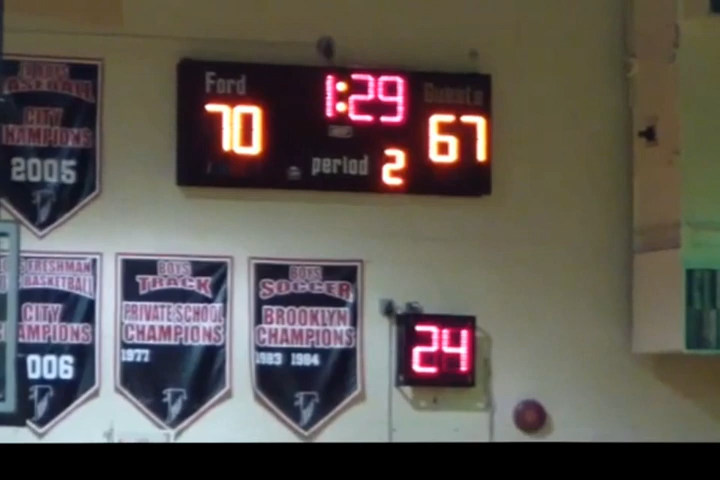 Ford
1:29
Guests
70
67
period 2
BASEBALL
CITY
CHAMPIONS
2005
FRESHMAN
BASKETBALL
CITY
CHAMPIONS
006
BOYS
TRACK
PRIVATE SCHOOL
CHAMPIONS
1977
BOYS
SOCCER
BROOKLYN
CHAMPIONS
1983 1984
24